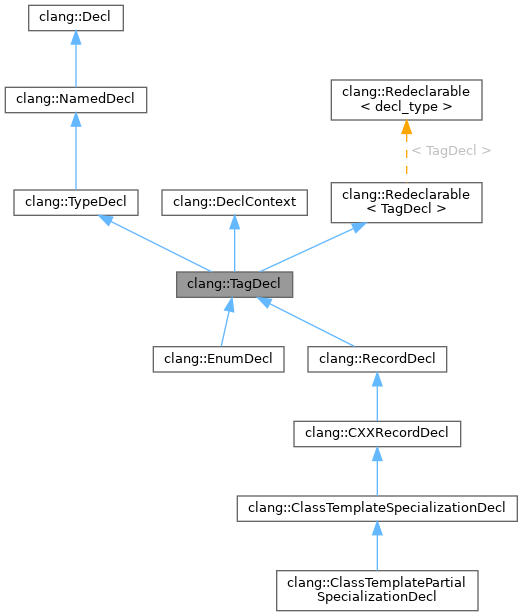 clang::Decl
clang::NamedDecl
clang::Redeclarable
< decl_type >
< TagDecl >
clang::TypeDecl
clang::DeclContext
clang::Redeclarable
< TagDecl >
clang::TagDecl
clang::EnumDecl
clang::RecordDecl
clang::CXXRecordDecl
clang::ClassTemplateSpecializationDecl
clang::ClassTemplatePartial
SpecializationDecl